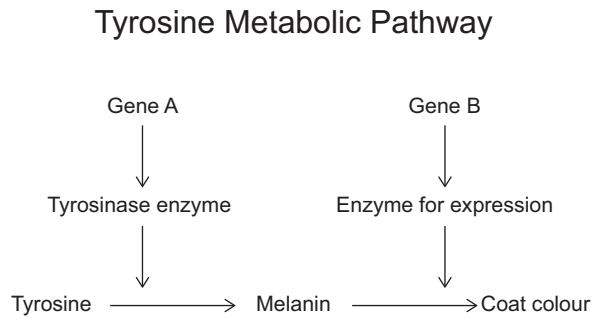 Tyrosine Metabolic Pathway
Gene A
Gene B
Tyrosinase enzyme
Enzyme for expression
Tyrosine
Melanin
Coat colour